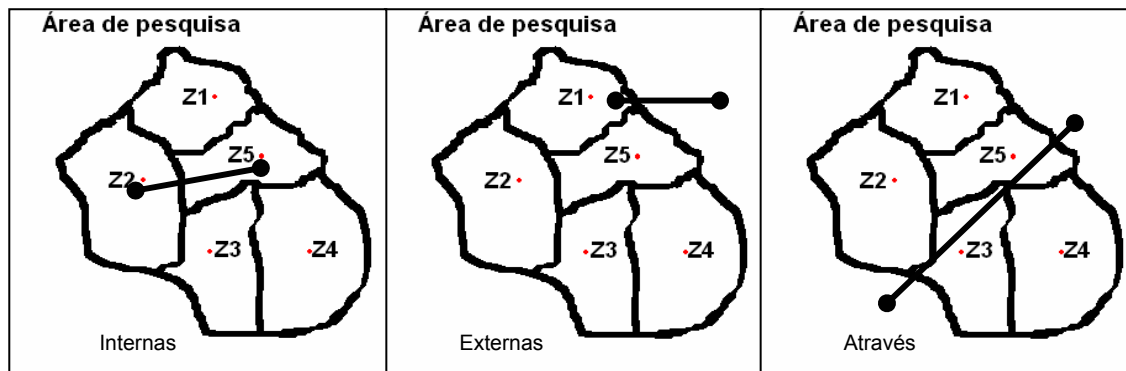 Área de pesquisa
Z1
Z5
Z2
Z3 Z4
Internas
Área de pesquisa
Z1
Z5
Z2
Z3 Z4
Externas
Área de pesquisa
Z1
Z5
Z2
Z3 Z4
Através